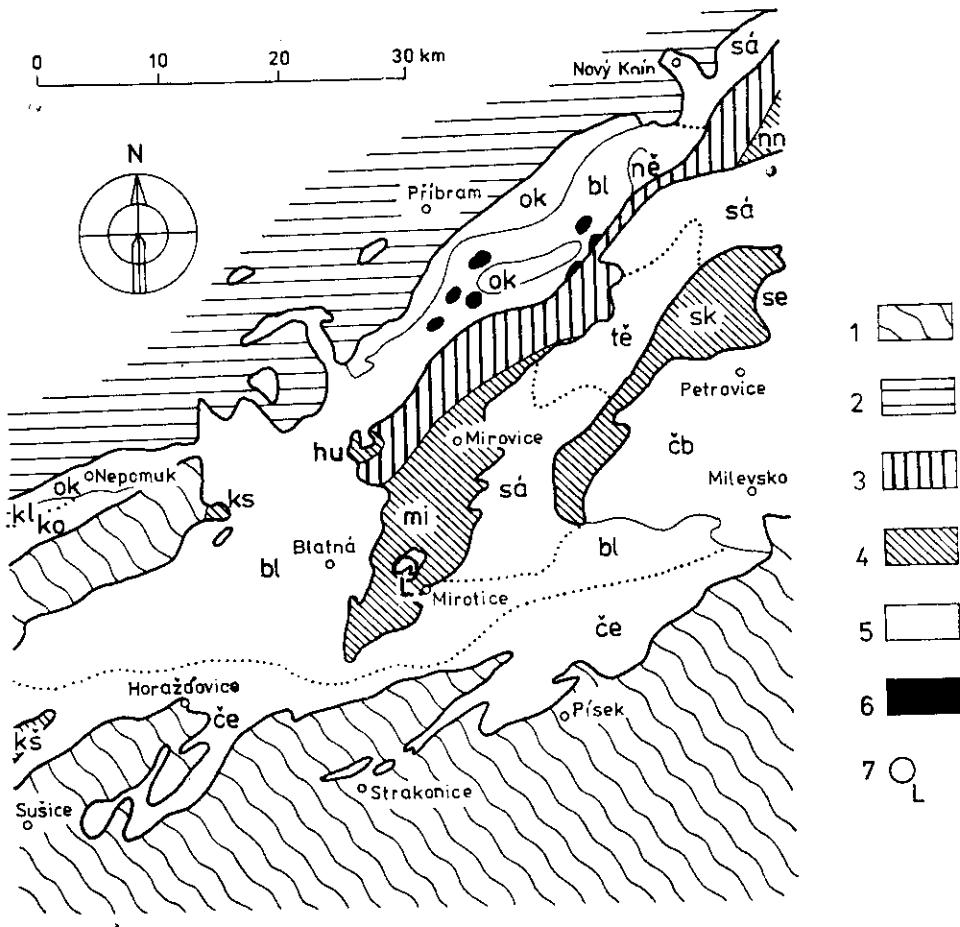 0 10 20 30 km
sá
Nový Knín
N
nn
ně
Příbram
ok
bl
sá
ok
se
sk
1
tě
Petrovice
2
Mirovice
hu
čb
Nepomuk
ok
sá
Milevsko
3
kl
ko
ks
mi
bl
Blatná
bl
4
L
Mirotice
če
5
Horažďovice
če
Písek
6
kš
Strakonice
7
L
Sušice